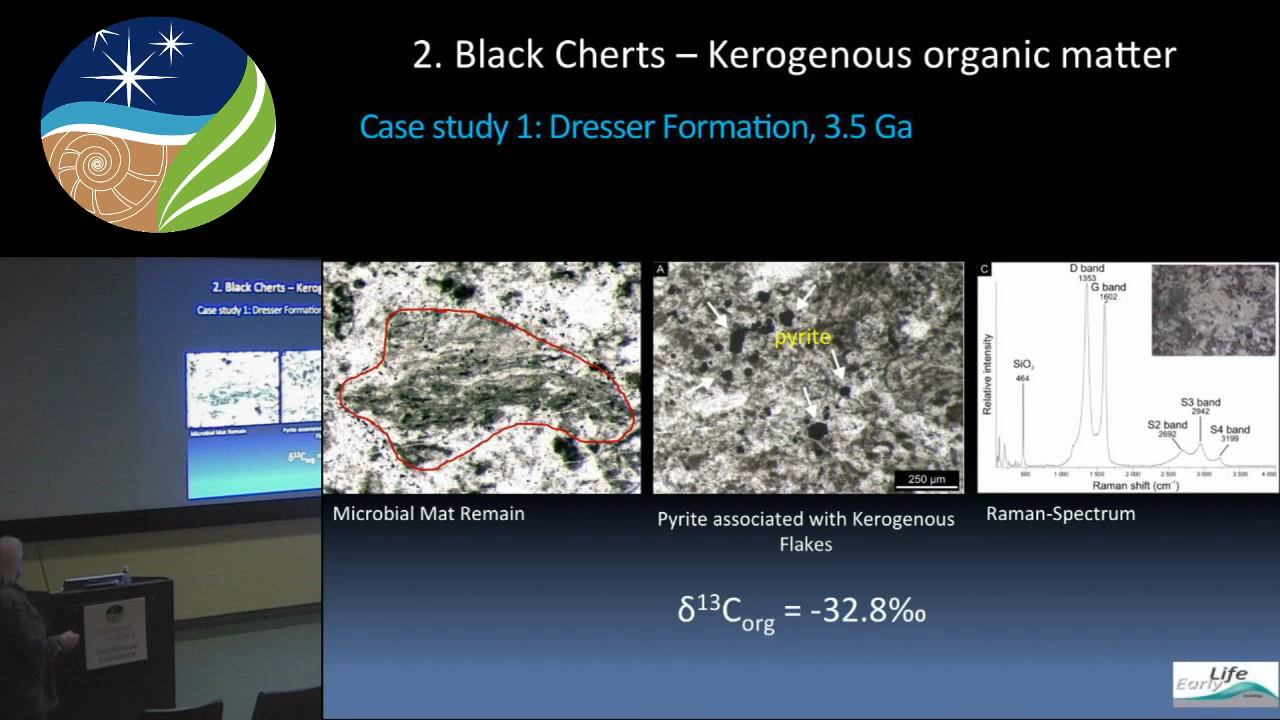 2. Black Cherts – Kerogenous organic matter
Case study 1: Dresser Formation, 3.5 Ga
A
pyrite
250 µm
C
D band
1353
G band
1602
SiO₂
464
S2 band
2692
S3 band
2942
S4 band
3199
Relative intensity
500
1 000
1 500
2 000
2 500
3 000
3 500
4 000
Raman shift (cm⁻¹)
Microbial Mat Remain
Pyrite associated with Kerogenous
Flakes
Raman-Spectrum
δ¹³Corg = -32.8‰
Early Life
2. Black Cherts – Kerog
Case study 1: Dresser Formation
Microbial Mat Remain
Pyrite associate
δ¹³Corg =